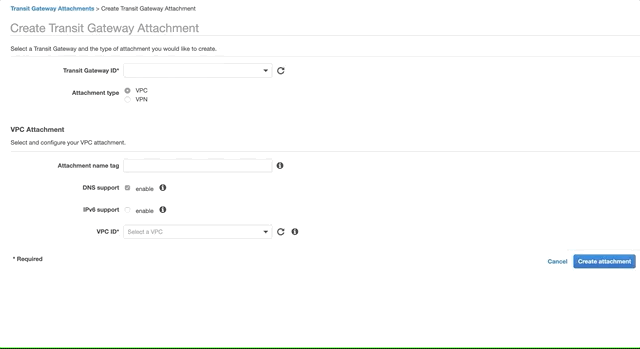 Transit Gateway Attachments > Create Transit Gateway Attachment
Create Transit Gateway Attachment
Select a Transit Gateway and the type of attachment you would like to create.
Transit Gateway ID*
Attachment type
VPC
VPN
VPC Attachment
Select and configure your VPC attachment.
Attachment name tag
DNS support enable
IPv6 support enable
VPC ID* Select a VPC
* Required
Cancel Create attachment